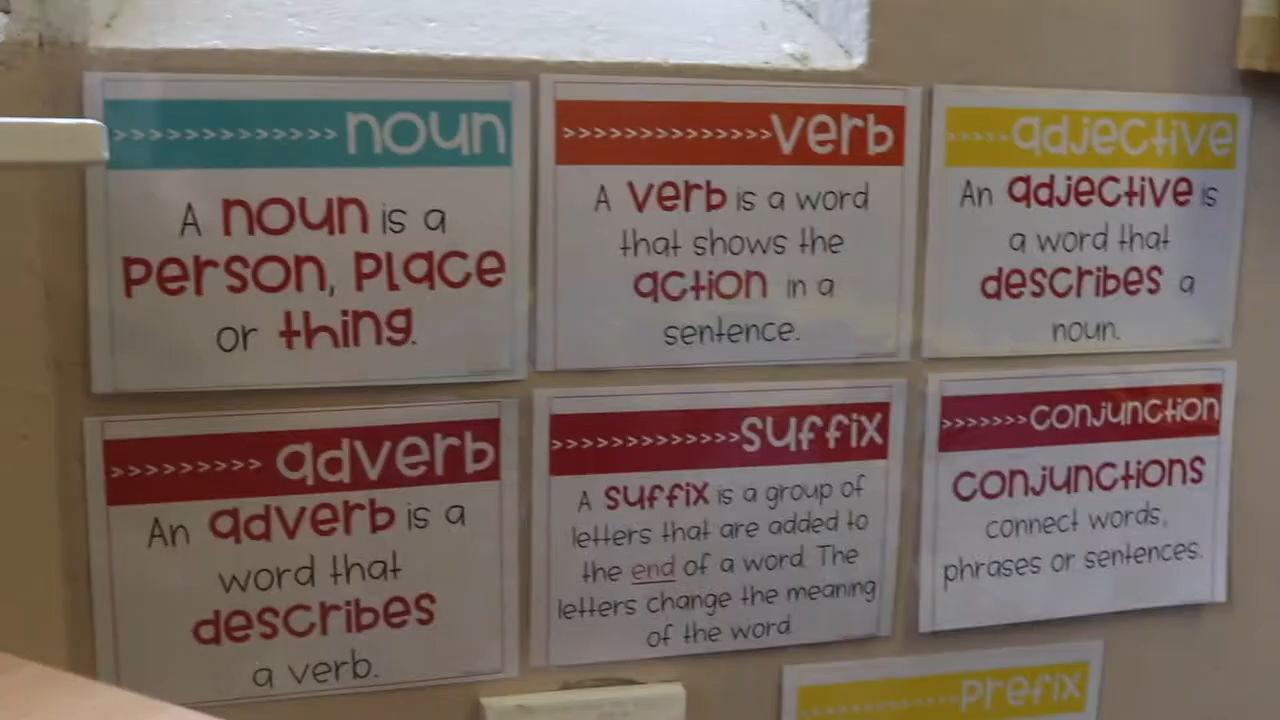 >>>>>>>>>>>>> noun
A noun is a
person, place
or thing.
>>>>>>>>>>>>>> verb
A verb is a word
that shows the
action in a
sentence.
>>>>> adjective
An adjective is
a word that
describes a
noun.
>>>>>>>>> adverb
An adverb is a
word that
describes
a verb.
>>>>>>>>>>>>> suffix
A suffix is a group of
letters that are added to
the end of a word. The
letters change the meaning
of the word
>>>>>>> conjunction
conjunctions
connect words,
phrases or sentences.
>>>>>>>>>>>> prefix